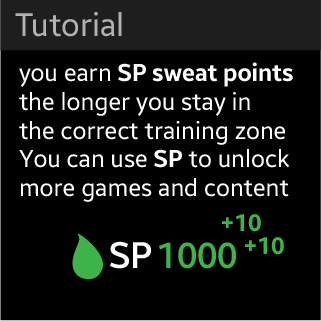 Tutorial
you earn SP sweat points
the longer you stay in
the correct training zone
You can use SP to unlock
more games and content
+10
SP 1000 +10